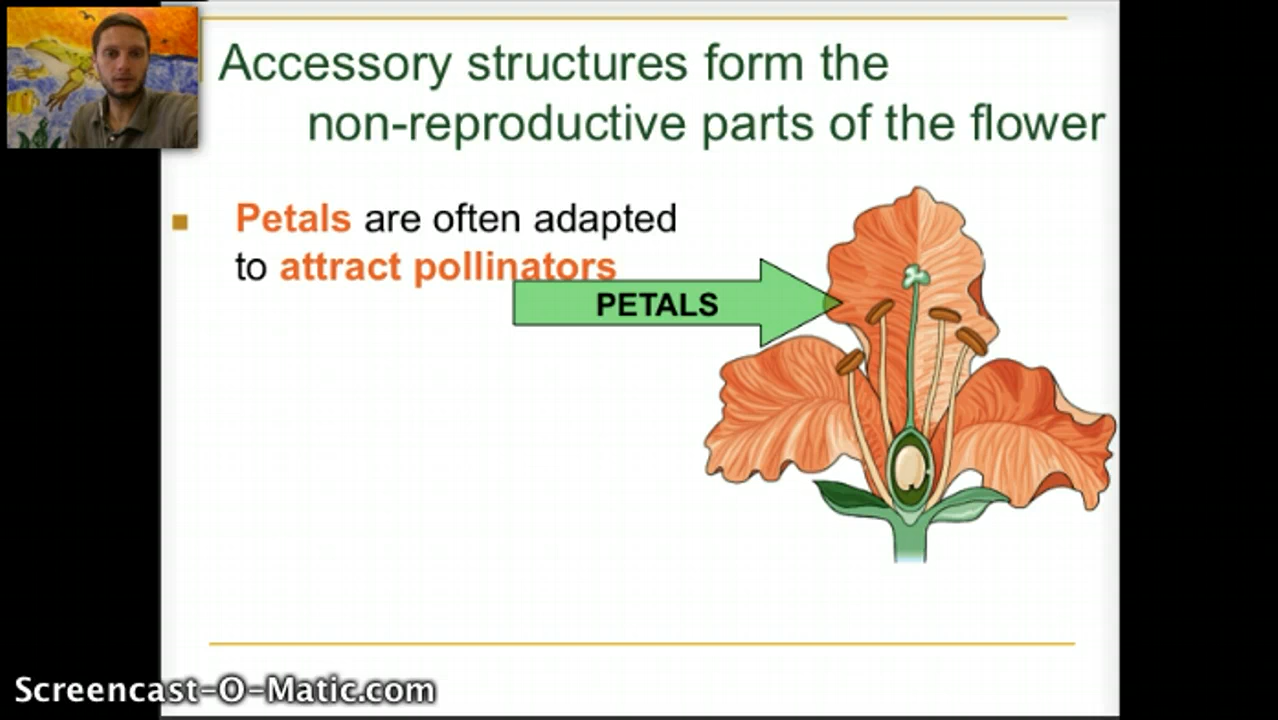 Accessory structures form the
non-reproductive parts of the flower
Petals are often adapted
to attract pollinators
PETALS
Screencast-O-Matic.com